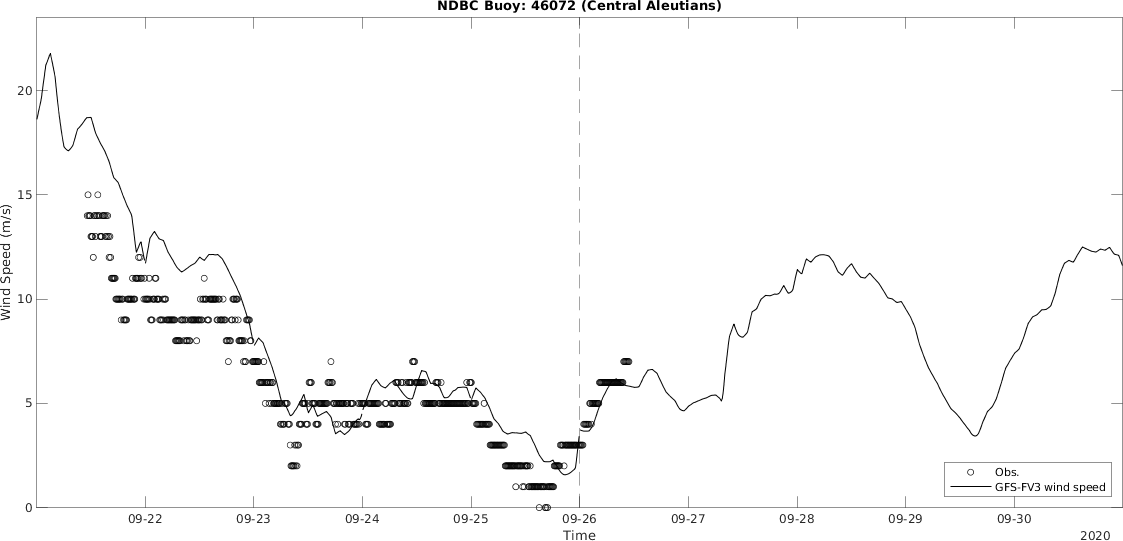 NDBC Buoy: 46072 (Central Aleutians)
Wind Speed (m/s)
20
15
10
5
0
09-22 09-23 09-24 09-25 09-26 09-27 09-28 09-29 09-30
Time
2020
Obs.
GFS-FV3 wind speed